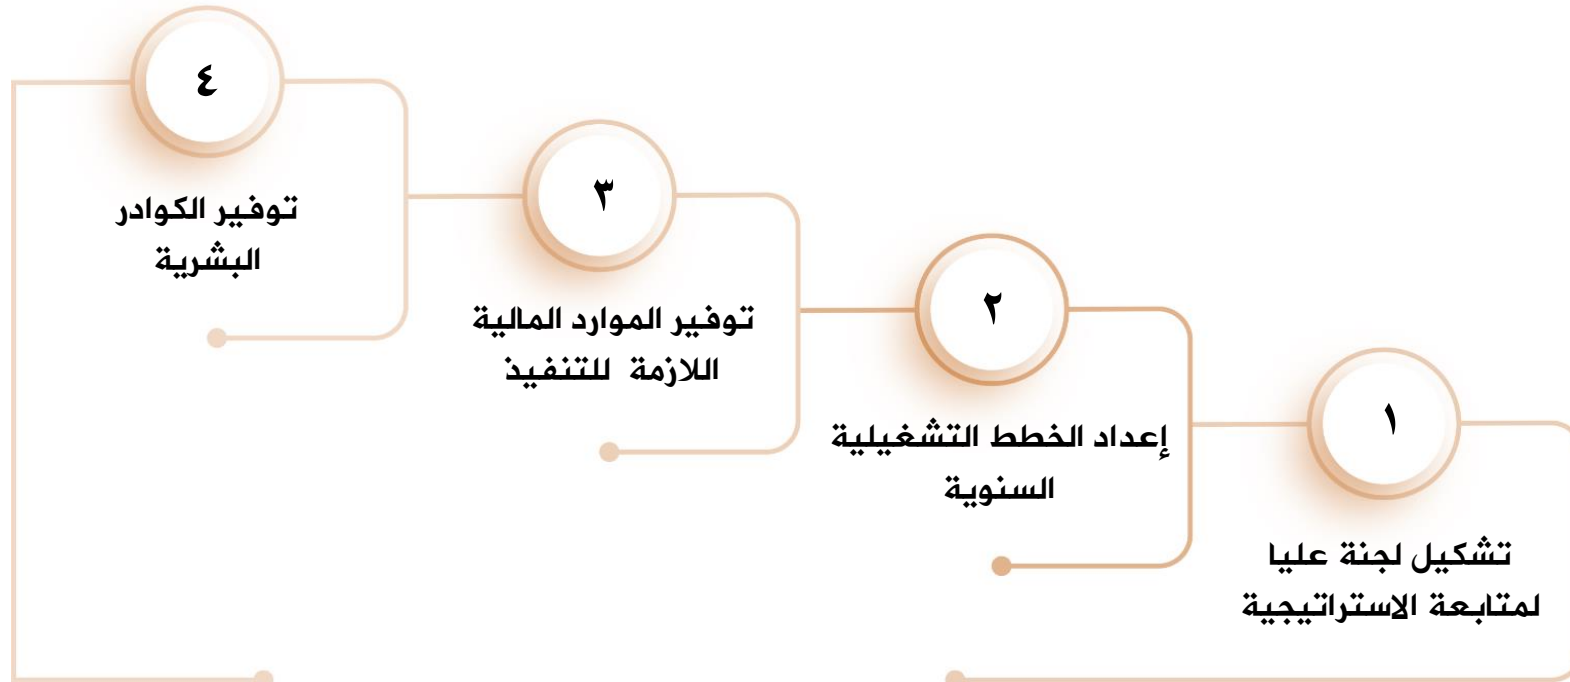 ١
تشكيل لجنة عليا
لمتابعة الاستراتيجية
٢
إعداد الخطط التشغيلية
السنوية
٣
توفير الموارد المالية
اللازمة للتنفيذ
٤
توفير الكوادر
البشرية